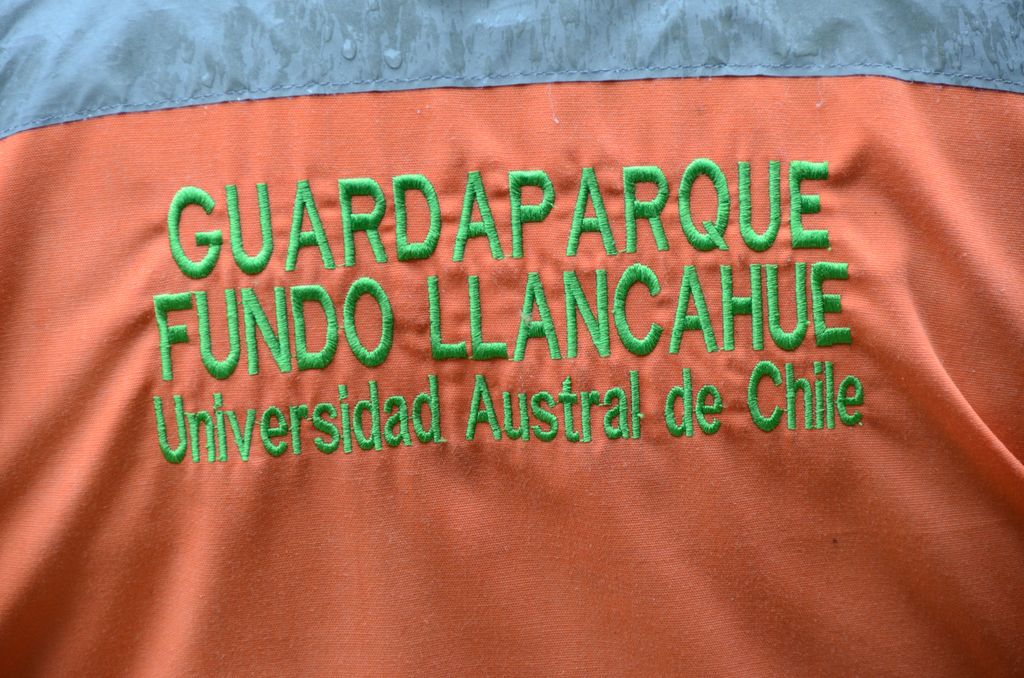 GUARDAPARQUE
FUNDO LLANCAHUE
Universidad Austral de Chile